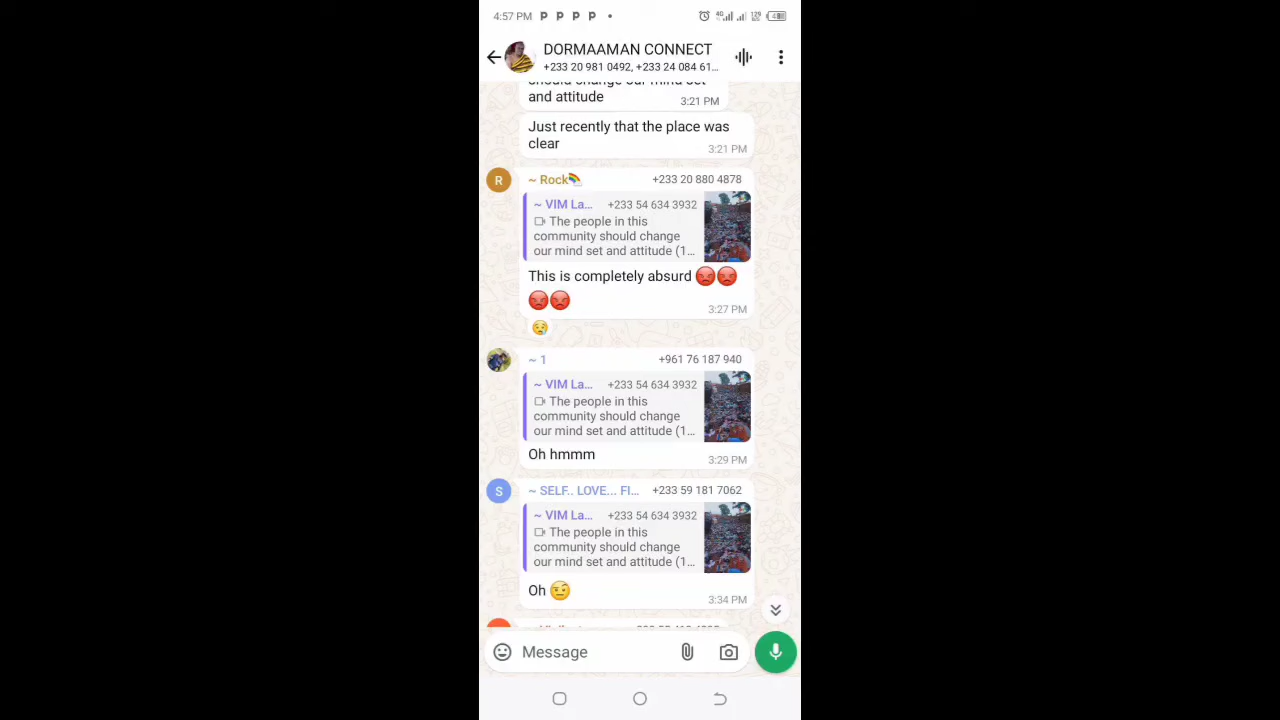 4:57 PM P P P P •
4G 129 48
DORMAAMAN CONNECT
+233 20 981 0492, +233 24 084 61...
should change our mind set
and attitude 3:21 PM
Just recently that the place was
clear
3:21 PM
R ~ Rock🌈 +233 20 880 4878
~ VIM La... +233 54 634 3932
The people in this
community should change
our mind set and attitude (1...
This is completely absurd 😡😡
😡😡
3:27 PM
~ 1 +961 76 187 940
~ VIM La... +233 54 634 3932
The people in this
community should change
our mind set and attitude (1...
Oh hmmm
3:29 PM
S ~ SELF.. LOVE... FI... +233 59 181 7062
~ VIM La... +233 54 634 3932
The people in this
community should change
our mind set and attitude (1...
Oh 🤨
3:34 PM
Message